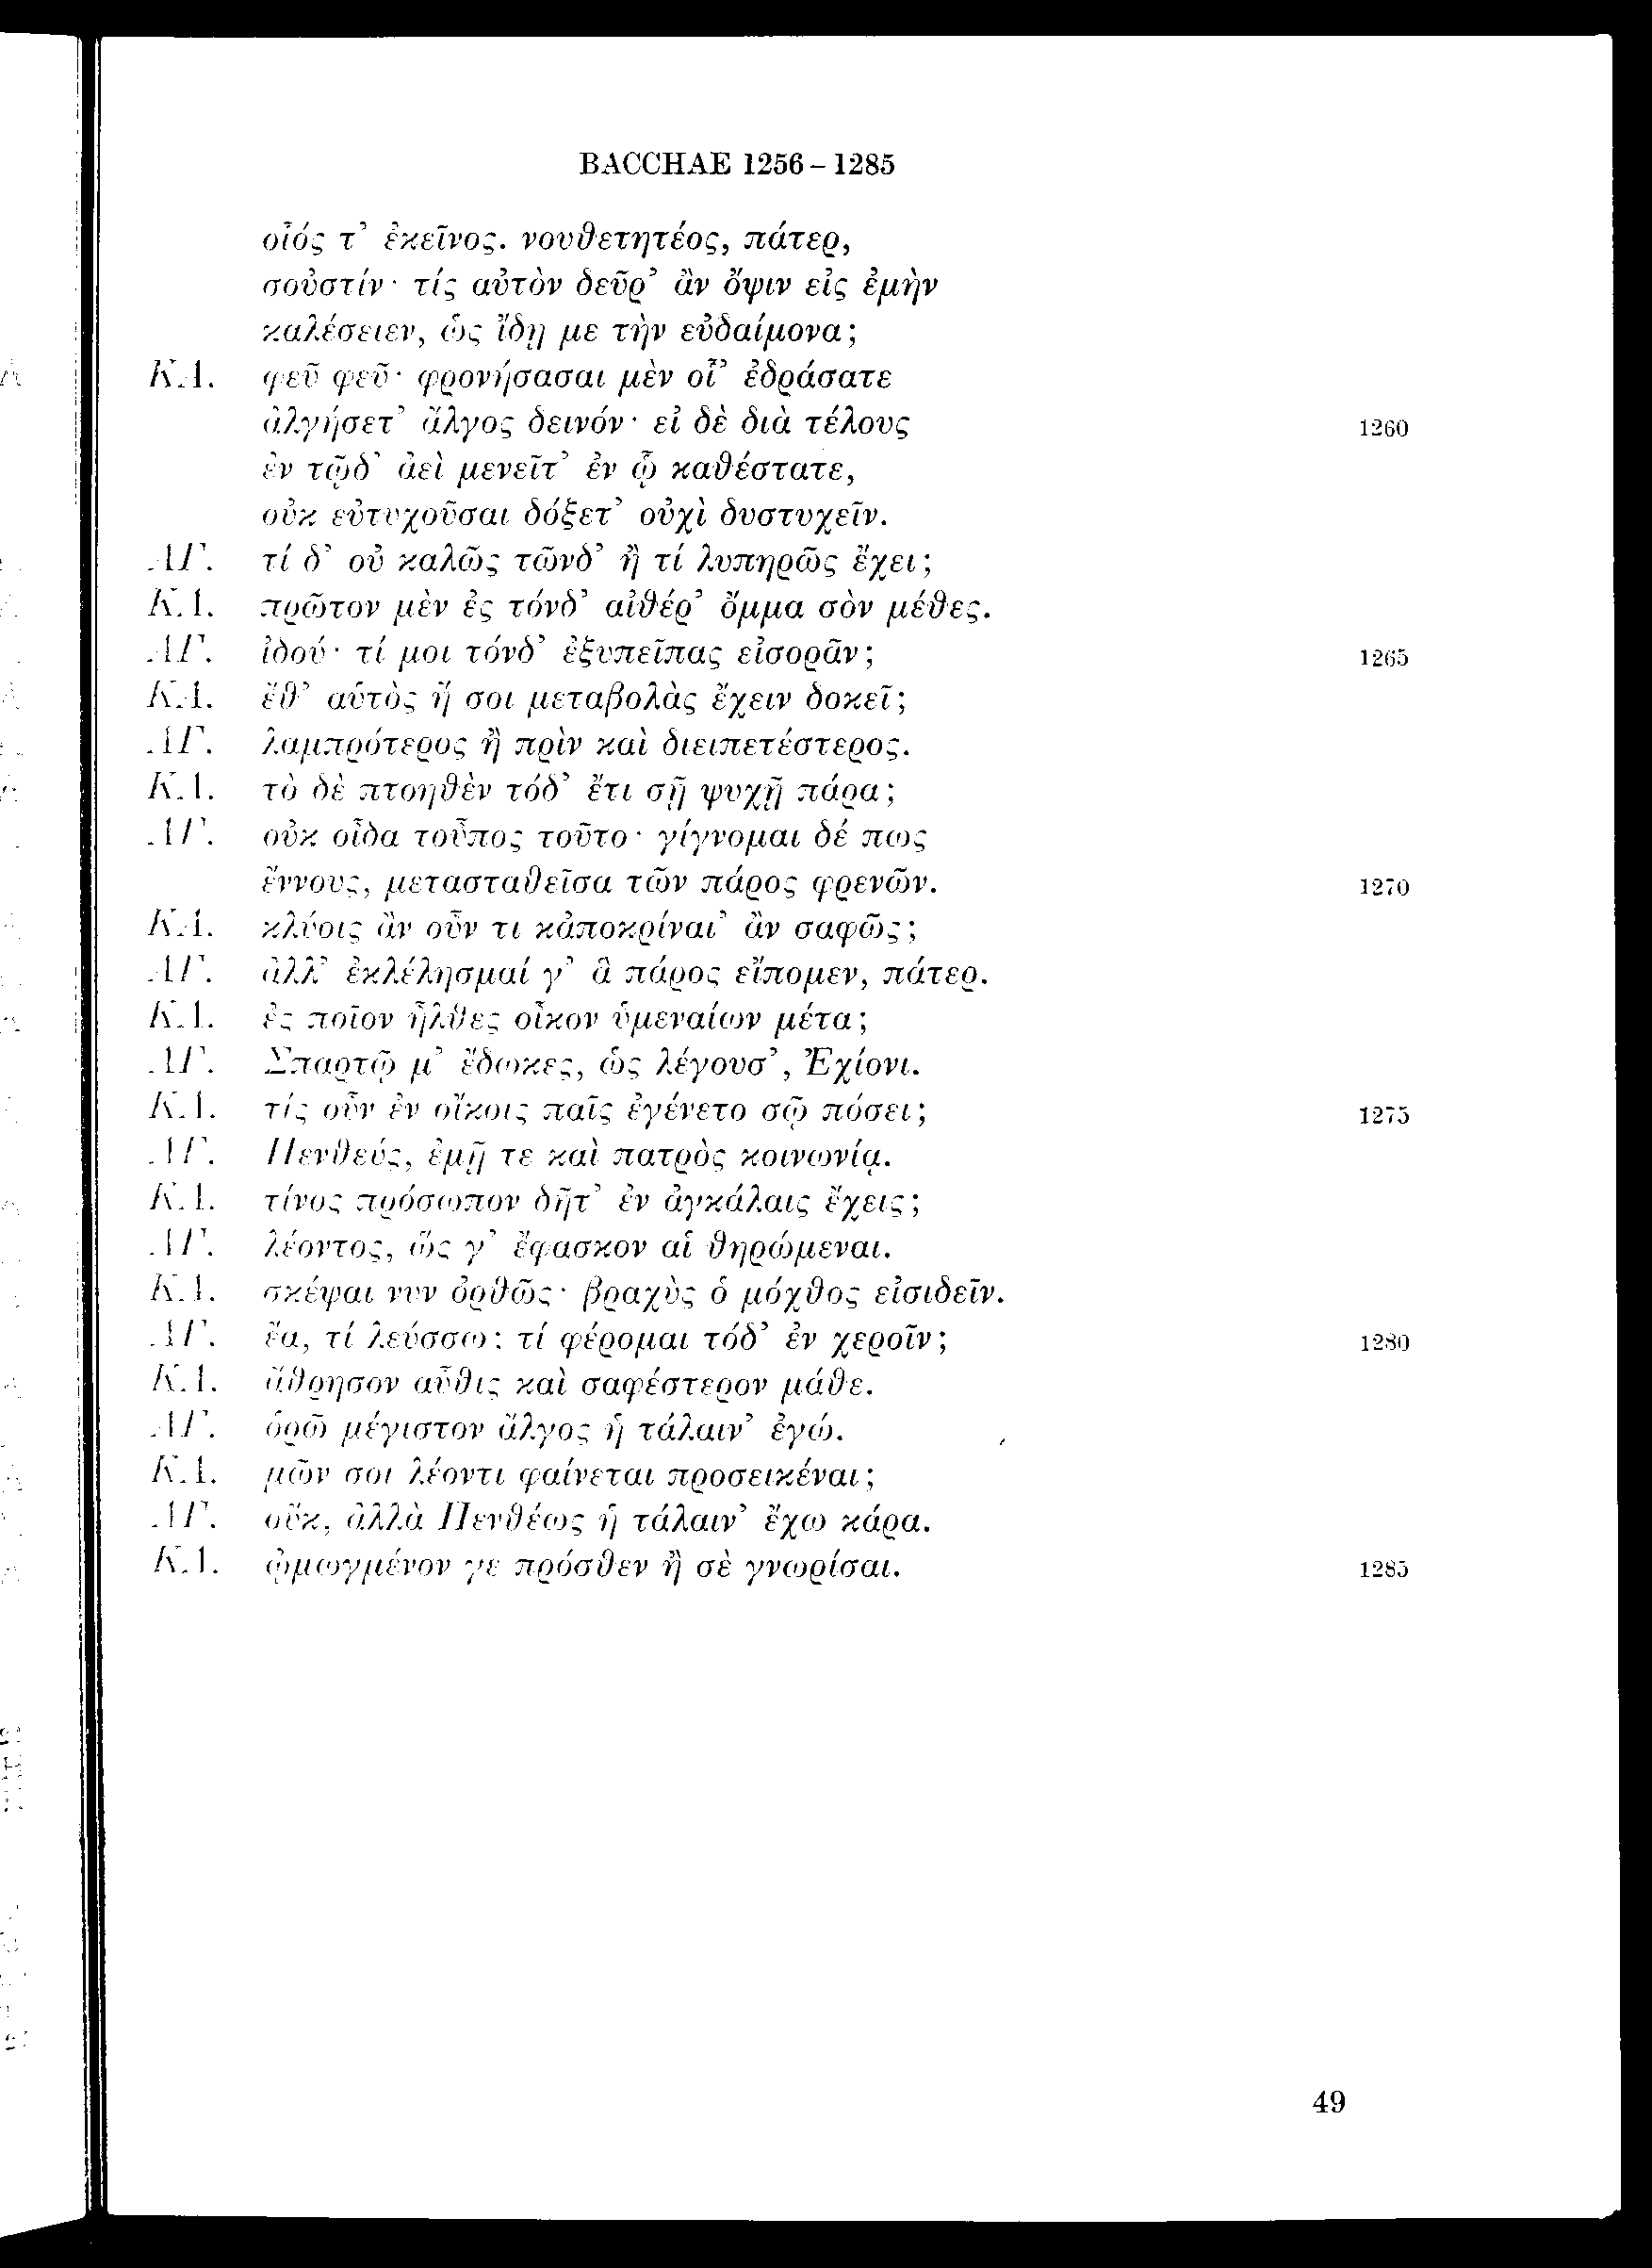 BACCHAE 1256 – 1285
οἷός τ’ ἐκεῖνος. νουθετητέος, πάτερ,
σοὐστίν· τίς αὐτὸν δεῦρ’ ἂν ὄψιν εἰς ἐμὴν
καλέσειεν, ὡς ἴδῃ με τὴν εὐδαίμονα;
ΚΑ. φεῦ φεῦ· φρονήσασαι μὲν οἷ’ ἐδράσατε
ἀλγήσετ’ ἄλγος δεινόν· εἰ δὲ διὰ τέλους 1260
ἐν τῷδ’ ἀεὶ μενεῖτ’ ἐν ᾧ καθέστατε,
οὐκ εὐτυχοῦσαι δόξετ’ οὐχὶ δυστυχεῖν.
ΑΓ. τί δ’ οὐ καλῶς τῶνδ’ ἢ τί λυπηρῶς ἔχει;
ΚΑ. πρῶτον μὲν ἐς τόνδ’ αἰθέρ’ ὄμμα σὸν μέθες.
ΑΓ. ἰδού· τί μοι τόνδ’ ἐξυπεῖπας εἰσορᾶν; 1265
ΚΑ. ἔθ’ αὑτὸς ἤ σοι μεταβολὰς ἔχειν δοκεῖ;
ΑΓ. λαμπρότερος ἢ πρὶν καὶ διειπετέστερος.
ΚΑ. τὸ δὲ πτοηθὲν τόδ’ ἔτι σῇ ψυχῇ πάρα;
ΑΓ. οὐκ οἶδα τοὔπος τοῦτο· γίγνομαι δέ πως
ἔννους, μετασταθεῖσα τῶν πάρος φρενῶν. 1270
ΚΑ. κλύοις ἂν οὖν τι κἀποκρίναι’ ἂν σαφῶς;
ΑΓ. ἀλλ’ ἐκλέλησμαί γ’ ἃ πάρος εἴπομεν, πάτερ.
ΚΑ. ἐς ποῖον ἦλθες οἶκον ὑμεναίων μέτα;
ΑΓ. Σπαρτῷ μ’ ἔδωκες, ὡς λέγουσ’, Ἐχίονι.
ΚΑ. τίς οὖν ἐν οἴκοις παῖς ἐγένετο σῷ πόσει; 1275
ΑΓ. Πενθεύς, ἐμῇ τε καὶ πατρὸς κοινωνίᾳ.
ΚΑ. τίνος πρόσωπον δῆτ’ ἐν ἀγκάλαις ἔχεις;
ΑΓ. λέοντος, ὥς γ’ ἔφασκον αἱ θηρώμεναι.
ΚΑ. σκέψαι νυν ὀρθῶς· βραχὺς ὁ μόχθος εἰσιδεῖν.
ΑΓ. ἔα, τί λεύσσω; τί φέρομαι τόδ’ ἐν χεροῖν; 1280
ΚΑ. ἄθρησον αὖθις καὶ σαφέστερον μάθε.
ΑΓ. ὁρῶ μέγιστον ἄλγος ἡ τάλαιν’ ἐγώ.
ΚΑ. μῶν σοι λέοντι φαίνεται προσεικέναι;
ΑΓ. οὔκ, ἀλλὰ Πενθέως ἡ τάλαιν’ ἔχω κάρα.
ΚΑ. ᾠμωγμένον γε πρόσθεν ἢ σὲ γνωρίσαι. 1285
49